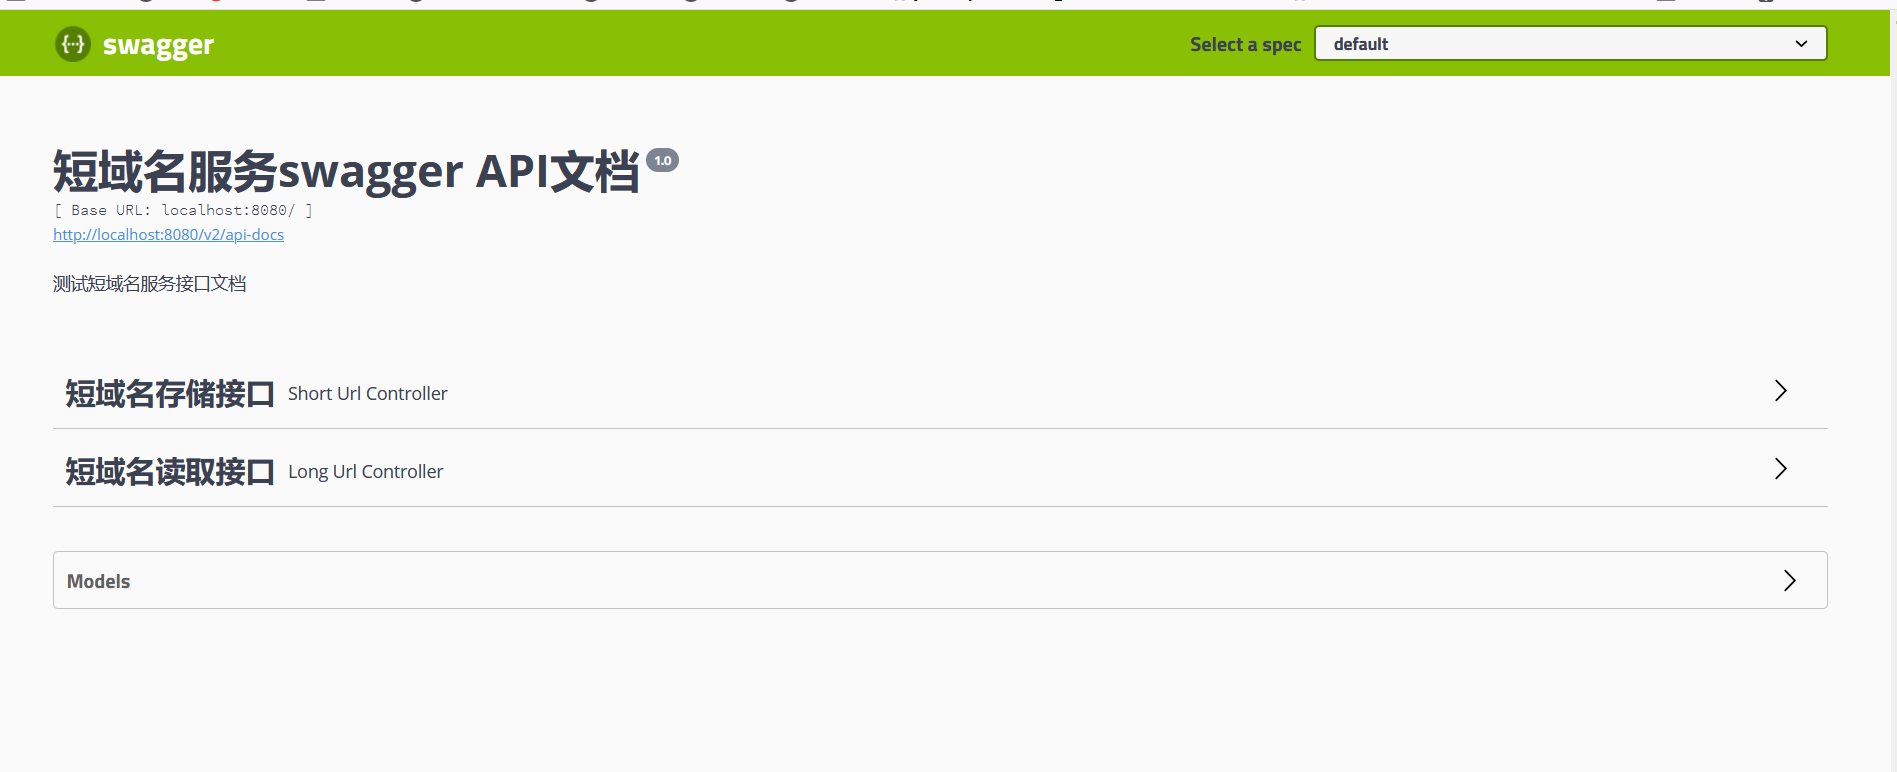 swagger
Select a spec default
短域名服务swagger API文档 1.0
[ Base URL: localhost:8080/ ]
http://localhost:8080/v2/api-docs
测试短域名服务接口文档
短域名存储接口 Short Url Controller
短域名读取接口 Long Url Controller
Models